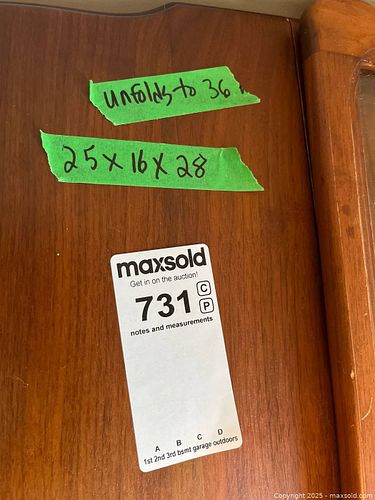 unfolds to 36
25 x 16 x 28
maxsold
Get in on the auction!
731 C
P
notes and measurements
A B C D
1st 2nd 3rd bsmt garage outdoors
Copyright 2025 - maxsold.com